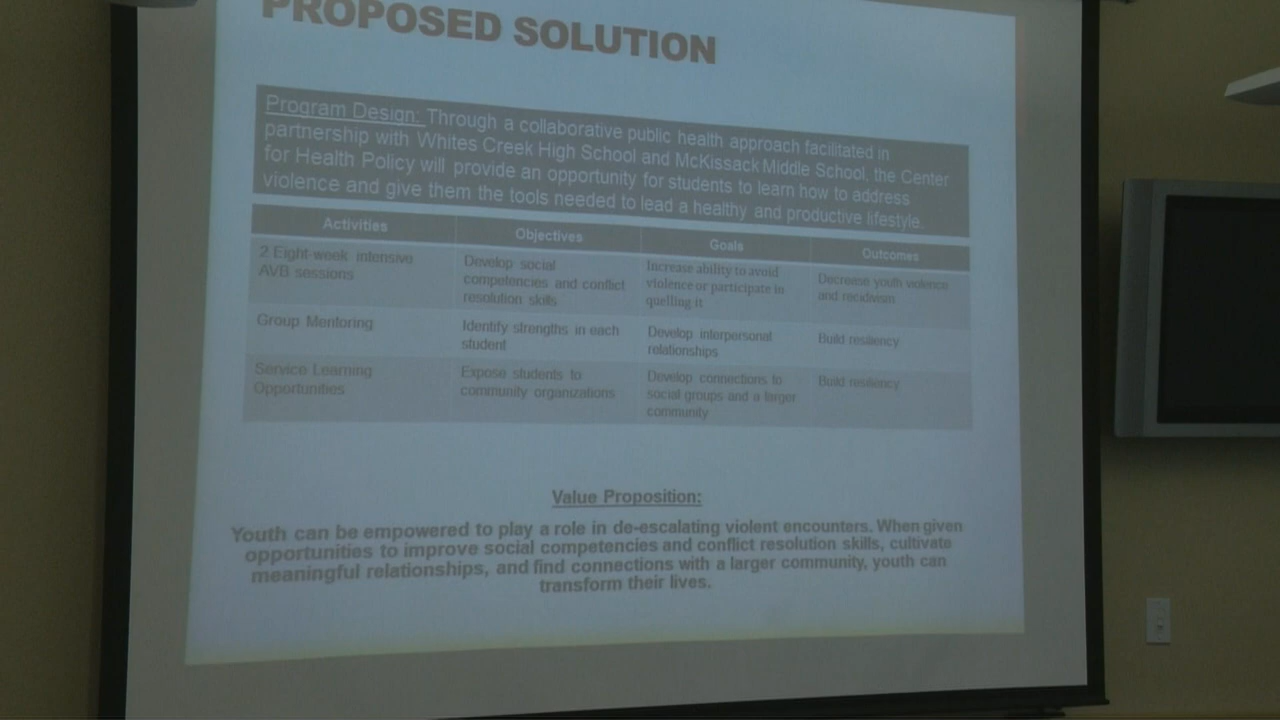 PROPOSED SOLUTION
Program Design: Through a collaborative public health approach facilitated in
partnership with Whites Creek High School and McKissack Middle School, the Center
for Health Policy will provide an opportunity for students to learn how to address
violence and give them the tools needed to lead a healthy and productive lifestyle.
Activities
Objectives
Goals
Outcomes
2 Eight-week intensive
AVB sessions
Develop social
competencies and conflict
resolution skills
Increase ability to avoid
violence or participate in
quelling it
Decrease youth violence
and recidivism
Group Mentoring
Identify strengths in each
student
Develop interpersonal
relationships
Build resiliency
Service Learning
Opportunities
Expose students to
community organizations
Develop connections to
social groups and a larger
community
Build resiliency
Value Proposition:
Youth can be empowered to play a role in de-escalating violent encounters. When given
opportunities to improve social competencies and conflict resolution skills, cultivate
meaningful relationships, and find connections with a larger community, youth can
transform their lives.